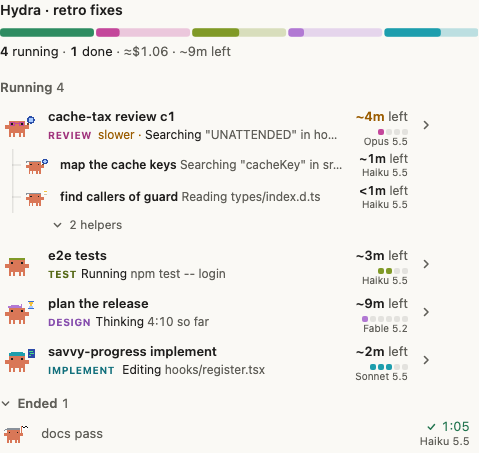 Hydra · retro fixes
4 running · 1 done · ≈$1.06 · ~9m left
Running 4
cache-tax review c1
~4m left
REVIEW slower · Searching "UNATTENDED" in ho...
Opus 5.5
map the cache keys Searching "cacheKey" in sr...
~1m left
Haiku 5.5
find callers of guard Reading types/index.d.ts
<1m left
Haiku 5.5
2 helpers
e2e tests
~3m left
TEST Running npm test -- login
Haiku 5.5
plan the release
~9m left
DESIGN Thinking 4:10 so far
Fable 5.2
savvy-progress implement
~2m left
IMPLEMENT Editing hooks/register.tsx
Sonnet 5.5
Ended 1
docs pass
✓ 1:05
Haiku 5.5